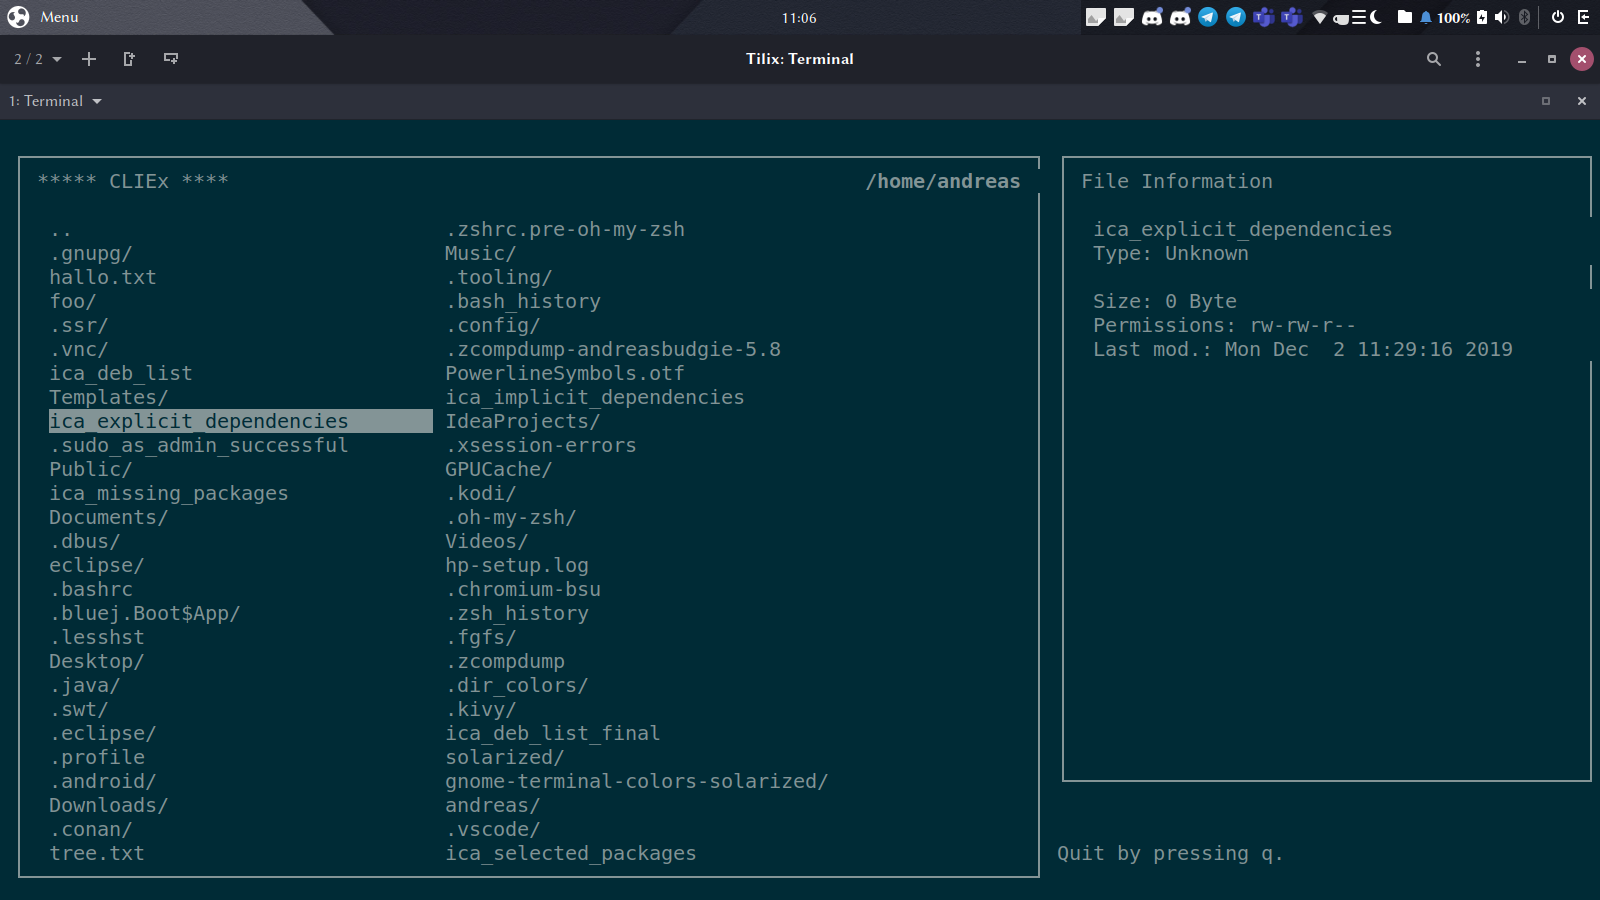 Menu
11:06
100%
2 / 2
Tilix: Terminal
1: Terminal
***** CLIEx ****
/home/andreas
..
.gnupg/
hallo.txt
foo/
.ssr/
.vnc/
ica_deb_list
Templates/
ica_explicit_dependencies
.sudo_as_admin_successful
Public/
ica_missing_packages
Documents/
.dbus/
eclipse/
.bashrc
.bluej.Boot$App/
.lesshst
Desktop/
.java/
.swt/
.eclipse/
.profile
.android/
Downloads/
.conan/
tree.txt
.zshrc.pre-oh-my-zsh
Music/
.tooling/
.bash_history
.config/
.zcompdump-andreasbudgie-5.8
PowerlineSymbols.otf
ica_implicit_dependencies
IdeaProjects/
.xsession-errors
GPUCache/
.kodi/
.oh-my-zsh/
Videos/
hp-setup.log
.chromium-bsu
.zsh_history
.fgfs/
.zcompdump
.dir_colors/
.kivy/
ica_deb_list_final
solarized/
gnome-terminal-colors-solarized/
andreas/
.vscode/
ica_selected_packages
File Information
ica_explicit_dependencies
Type: Unknown
Size: 0 Byte
Permissions: rw-rw-r--
Last mod.: Mon Dec  2 11:29:16 2019
Quit by pressing q.